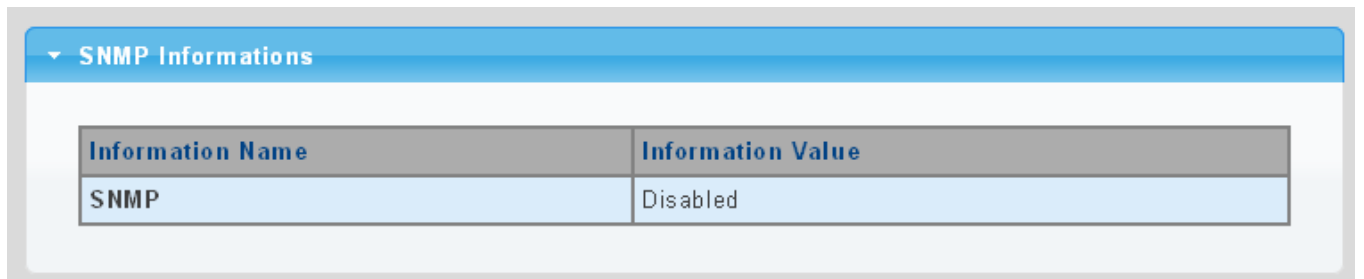 SNMP Informations
Information Name Information Value
SNMP Disabled